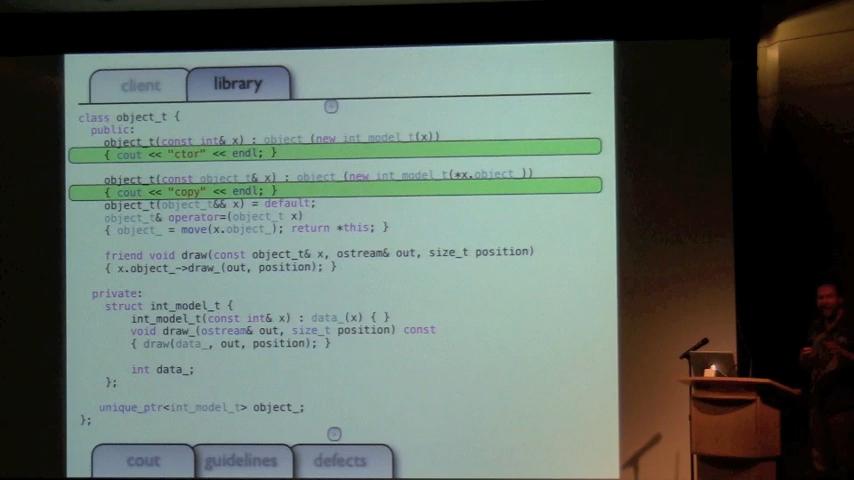 client library
class object_t {
public:
object_t(const int& x) : object_(new int_model_t(x))
{ cout << "ctor" << endl; }
object_t(const object_t& x) : object_(new int_model_t(*x.object_))
{ cout << "copy" << endl; }
object_t(object_t&& x) = default;
object_t& operator=(object_t x)
{ object_ = move(x.object_); return *this; }
friend void draw(const object_t& x, ostream& out, size_t position)
{ x.object_->draw_(out, position); }
private:
struct int_model_t {
int_model_t(const int& x) : data_(x) { }
void draw_(ostream& out, size_t position) const
{ draw(data_, out, position); }
int data_;
};
unique_ptr<int_model_t> object_;
};
cout guidelines defects